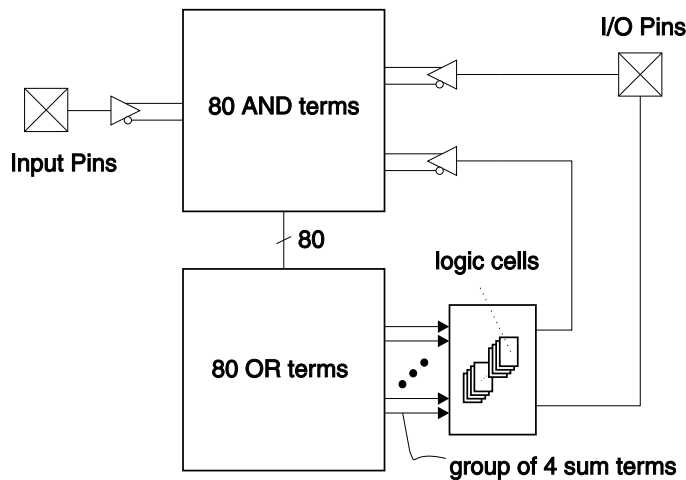 I/O Pins
80 AND terms
Input Pins
80
logic cells
80 OR terms
group of 4 sum terms